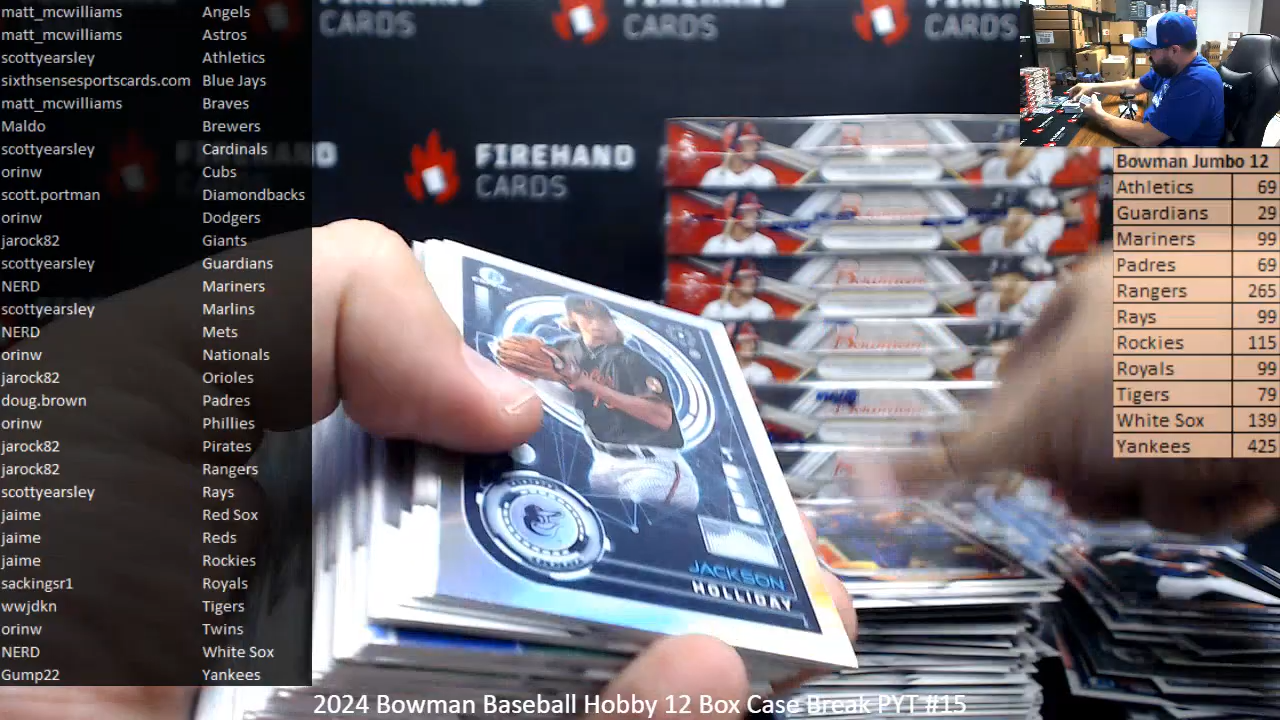 matt_mcwilliams Angels
matt_mcwilliams Astros
scottyearsley Athletics
sixthsensesportscards.com Blue Jays
matt_mcwilliams Braves
Maldo Brewers
scottyearsley Cardinals
orinw Cubs
scott.portman Diamondbacks
orinw Dodgers
jarock82 Giants
scottyearsley Guardians
NERD Mariners
scottyearsley Marlins
NERD Mets
orinw Nationals
jarock82 Orioles
doug.brown Padres
orinw Phillies
jarock82 Pirates
jarock82 Rangers
scottyearsley Rays
jaime Red Sox
jaime Reds
jaime Rockies
sackingsr1 Royals
wwjdkn Tigers
orinw Twins
NERD White Sox
Gump22 Yankees
CARDS
CARDS
CARDS
FIREHAND
CARDS
Bowman
Bowman
Bowman
JACKSON
HOLLIDAY
Bowman Jumbo 12
Athletics 69
Guardians 29
Mariners 99
Padres 69
Rangers 265
Rays 99
Rockies 115
Royals 99
Tigers 79
White Sox 139
Yankees 425
2024 Bowman Baseball Hobby 12 Box Case Break PYT #15